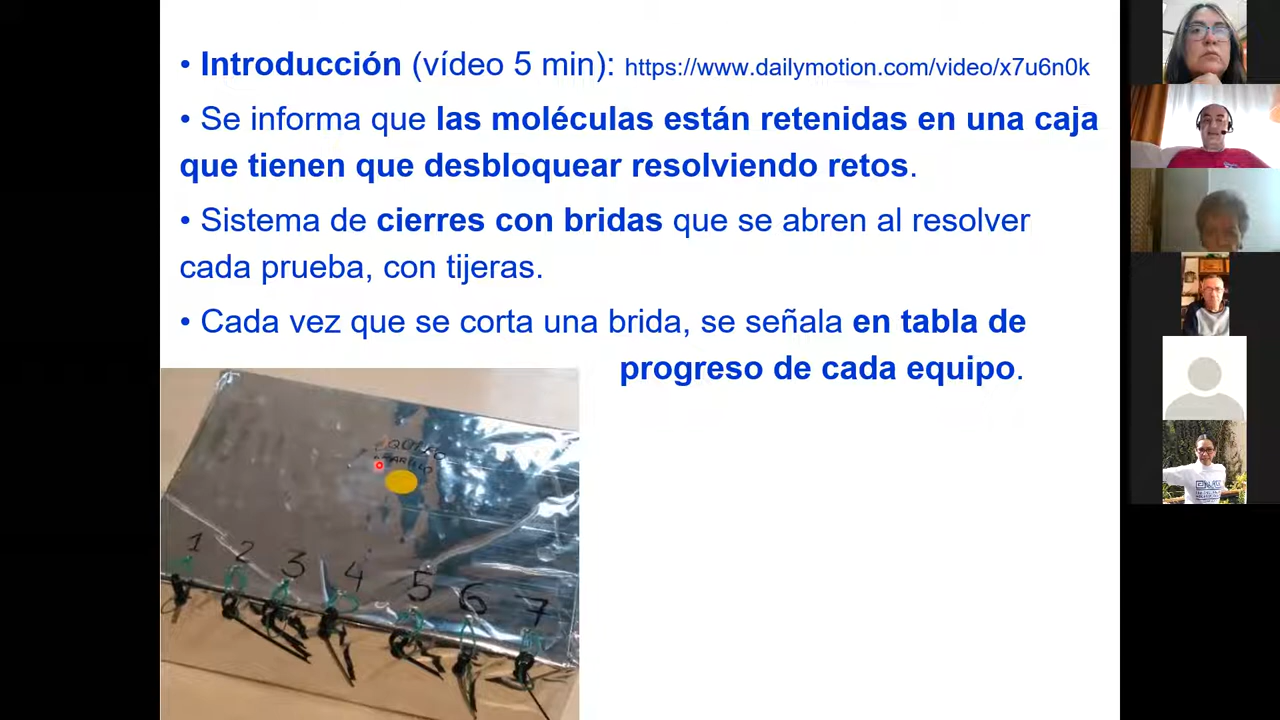 • Introducción (vídeo 5 min): https://www.dailymotion.com/video/x7u6n0k
• Se informa que las moléculas están retenidas en una caja
que tienen que desbloquear resolviendo retos.
• Sistema de cierres con bridas que se abren al resolver
cada prueba, con tijeras.
• Cada vez que se corta una brida, se señala en tabla de
progreso de cada equipo.
EQUIPO
AMARILLO
1 2 3 4 5 6 7